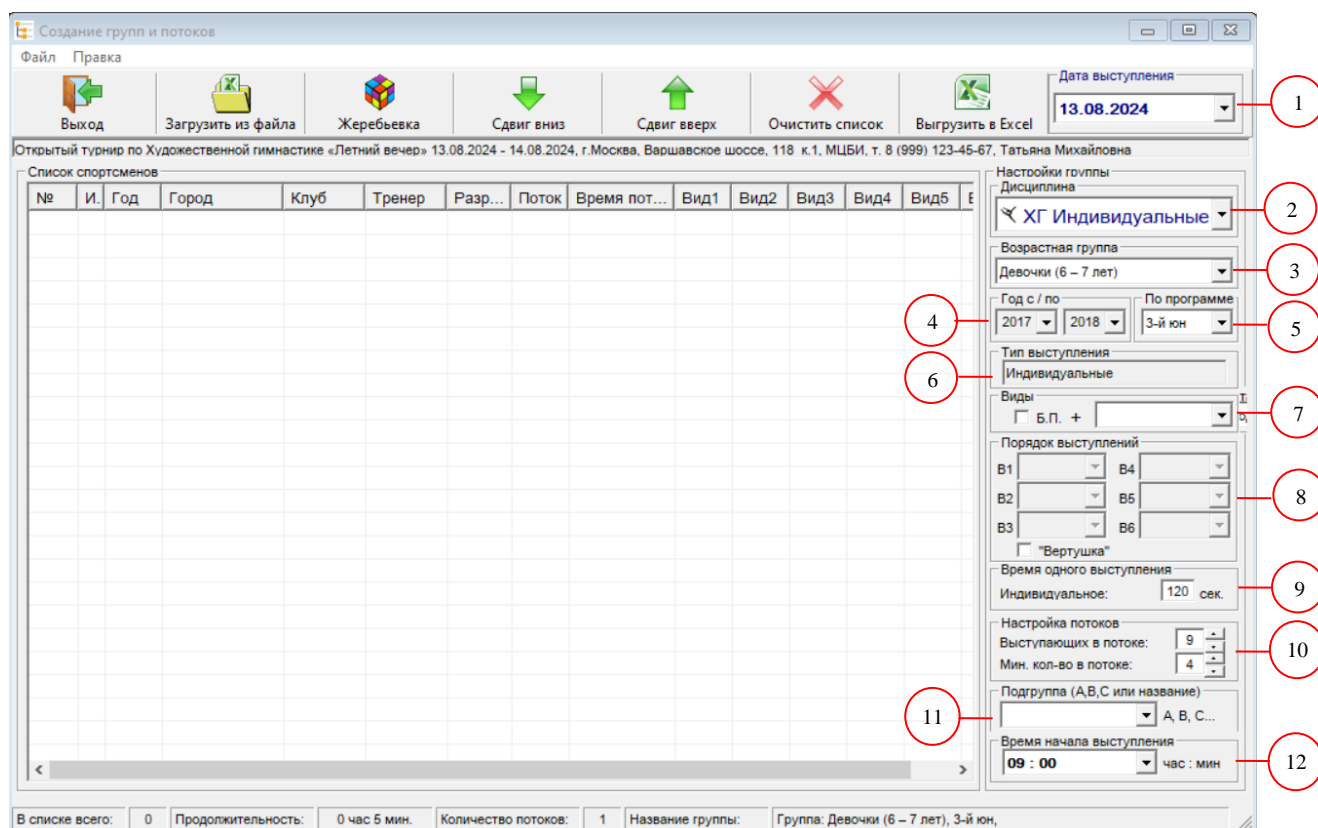 Создание групп и потоков
Файл Правка
Выход Загрузить из файла Жеребьевка Сдвиг вниз Сдвиг вверх Очистить список Выгрузить в Excel
Дата выступления
13.08.2024
1
Открытый турнир по Художественной гимнастике «Летний вечер» 13.08.2024 - 14.08.2024, г.Москва, Варшавское шоссе, 118 к.1, МЦБИ, т. 8 (999) 123-45-67, Татьяна Михайловна
Список спортсменов
№ И. Год Город Клуб Тренер Разр... Поток Время пот... Вид1 Вид2 Вид3 Вид4 Вид5
Настройки группы
Дисциплина
ХГ Индивидуальные
2
Возрастная группа
Девочки (6 – 7 лет)
3
Год с / по По программе
4
2017 2018 3-й юн
5
Тип выступления
6
Индивидуальные
Виды
Б.П. +
7
Порядок выступлений
В1 В4
В2 В5
8
В3 В6
"Вертушка"
Время одного выступления
Индивидуальное: 120 сек.
9
Настройка потоков
Выступающих в потоке: 9
10
Мин. кол-во в потоке: 4
Подгруппа (A,B,C или название)
11
A, B, C...
Время начала выступления
09 : 00 час : мин
12
В списке всего: 0 Продолжительность: 0 час 5 мин. Количество потоков: 1 Название группы: Группа: Девочки (6 – 7 лет), 3-й юн,